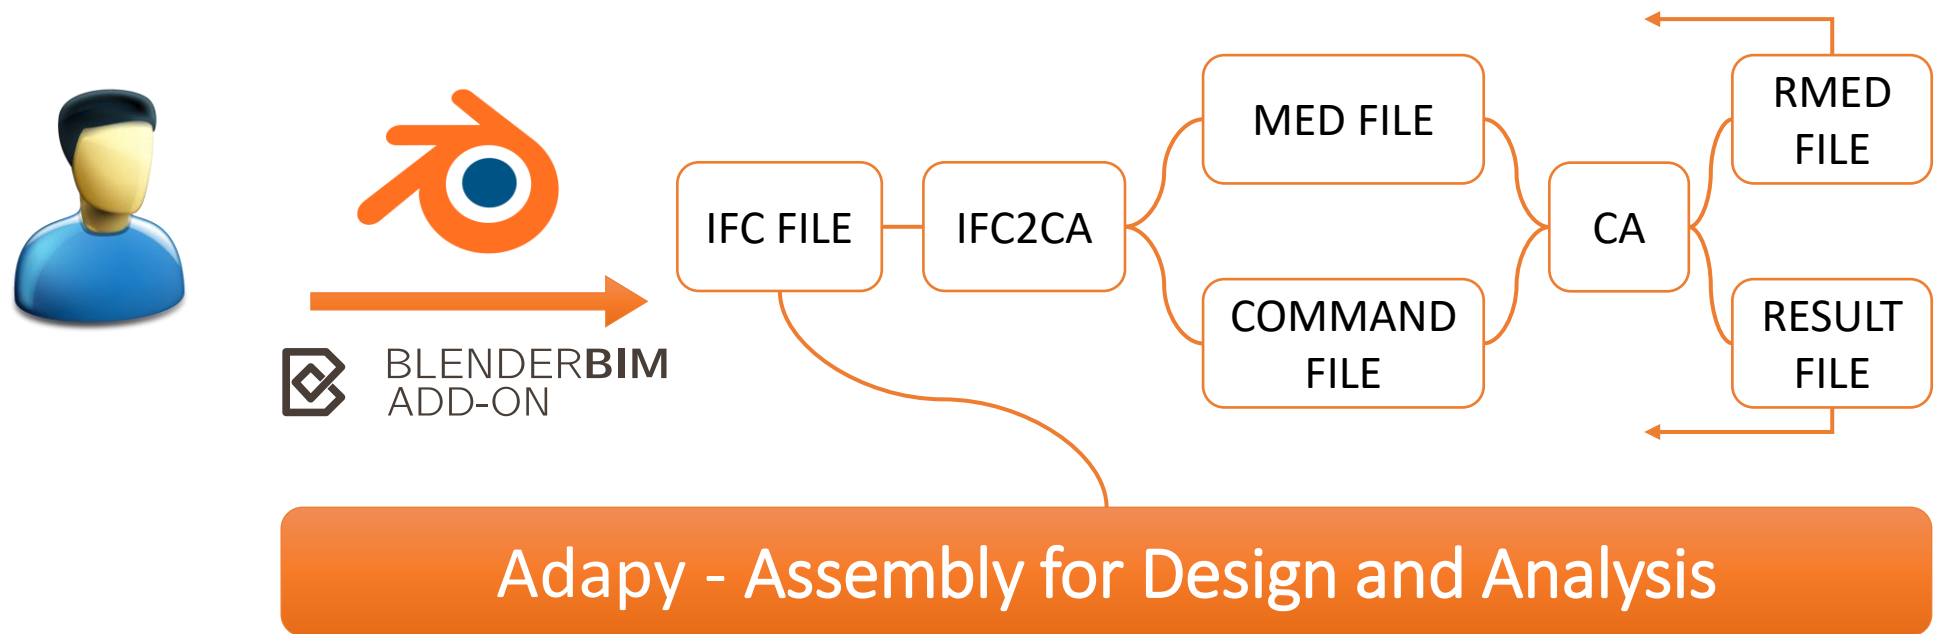 BLENDERBIM
ADD-ON
IFC FILE
IFC2CA
MED FILE
COMMAND
FILE
CA
RMED
FILE
RESULT
FILE
Adapy - Assembly for Design and Analysis